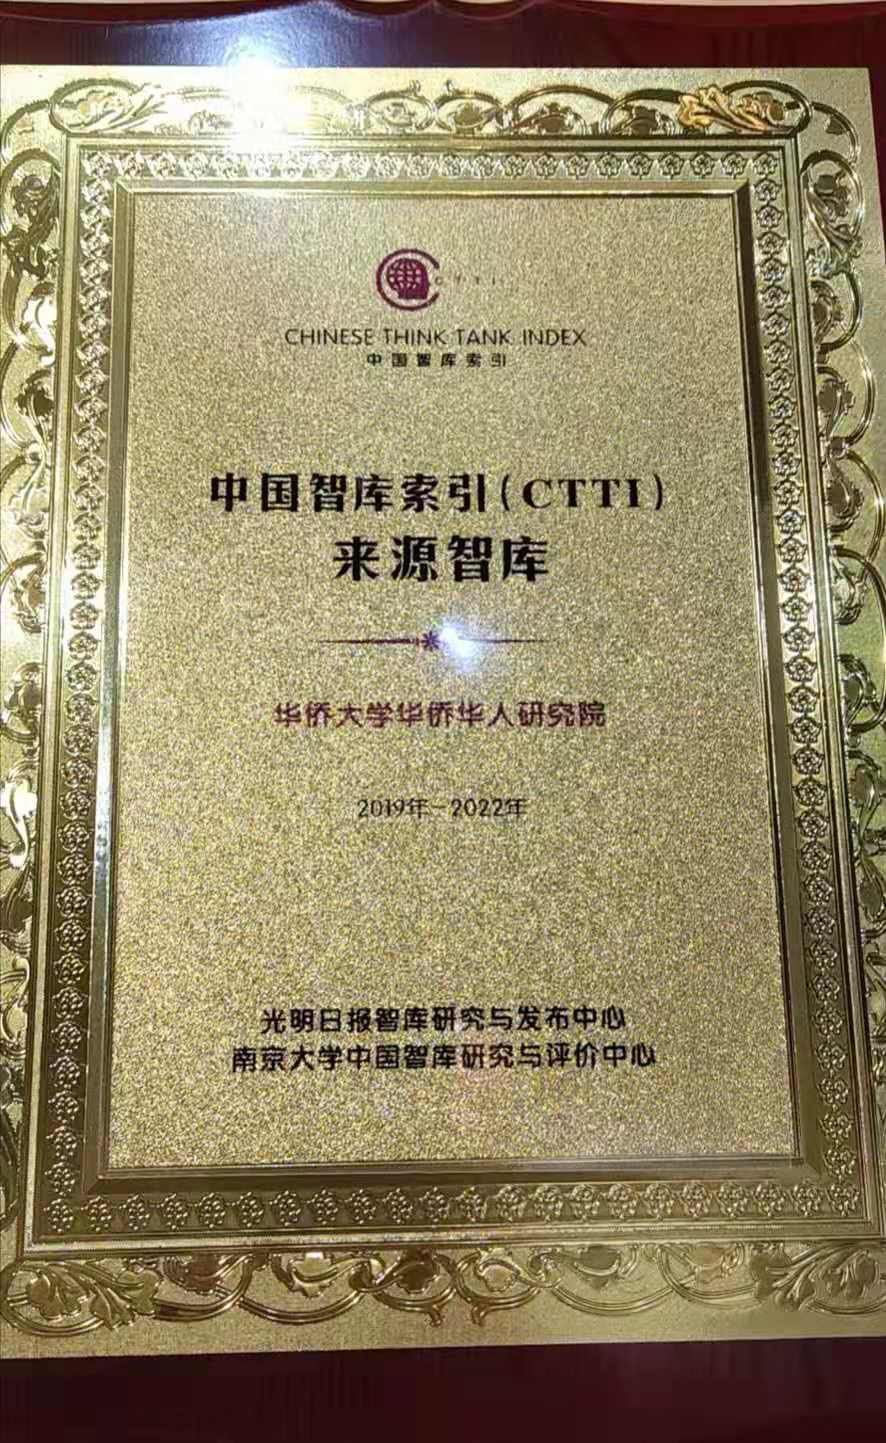 CTTI
CHINESE THINK TANK INDEX
中国智库索引
中国智库索引(CTTI)
来源智库
华侨大学华侨华人研究院
2019年-2022年
光明日报智库研究与发布中心
南京大学中国智库研究与评价中心